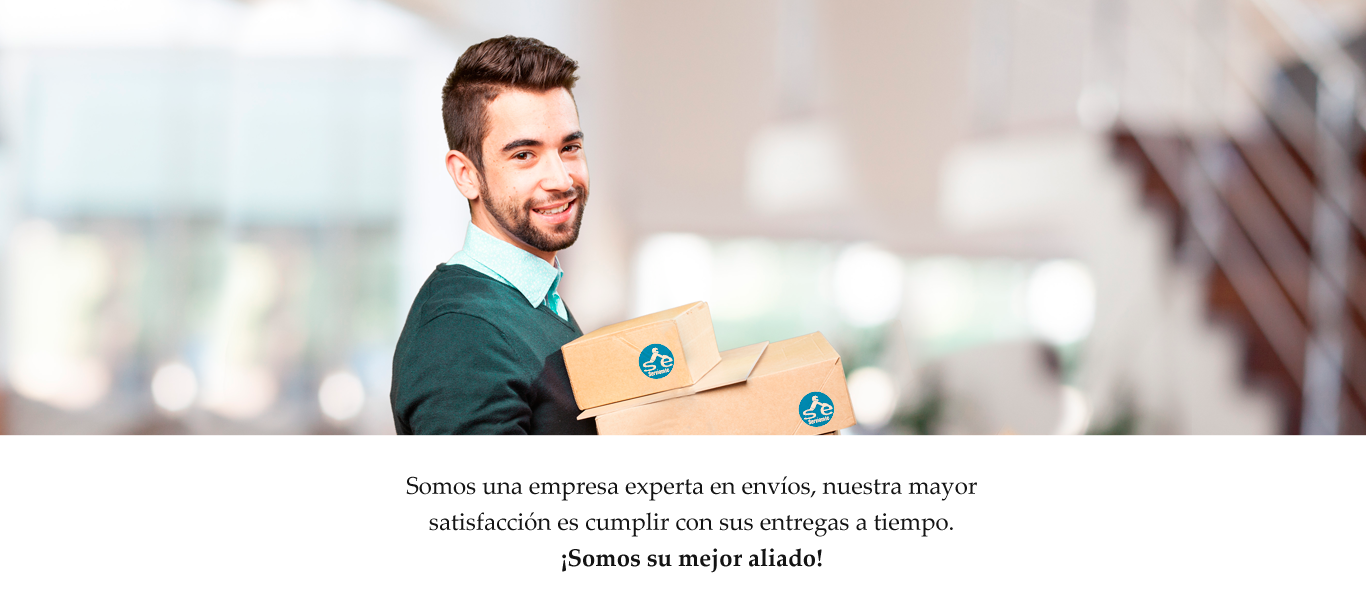 Somos una empresa experta en envíos, nuestra mayor
satisfacción es cumplir con sus entregas a tiempo.
¡Somos su mejor aliado!